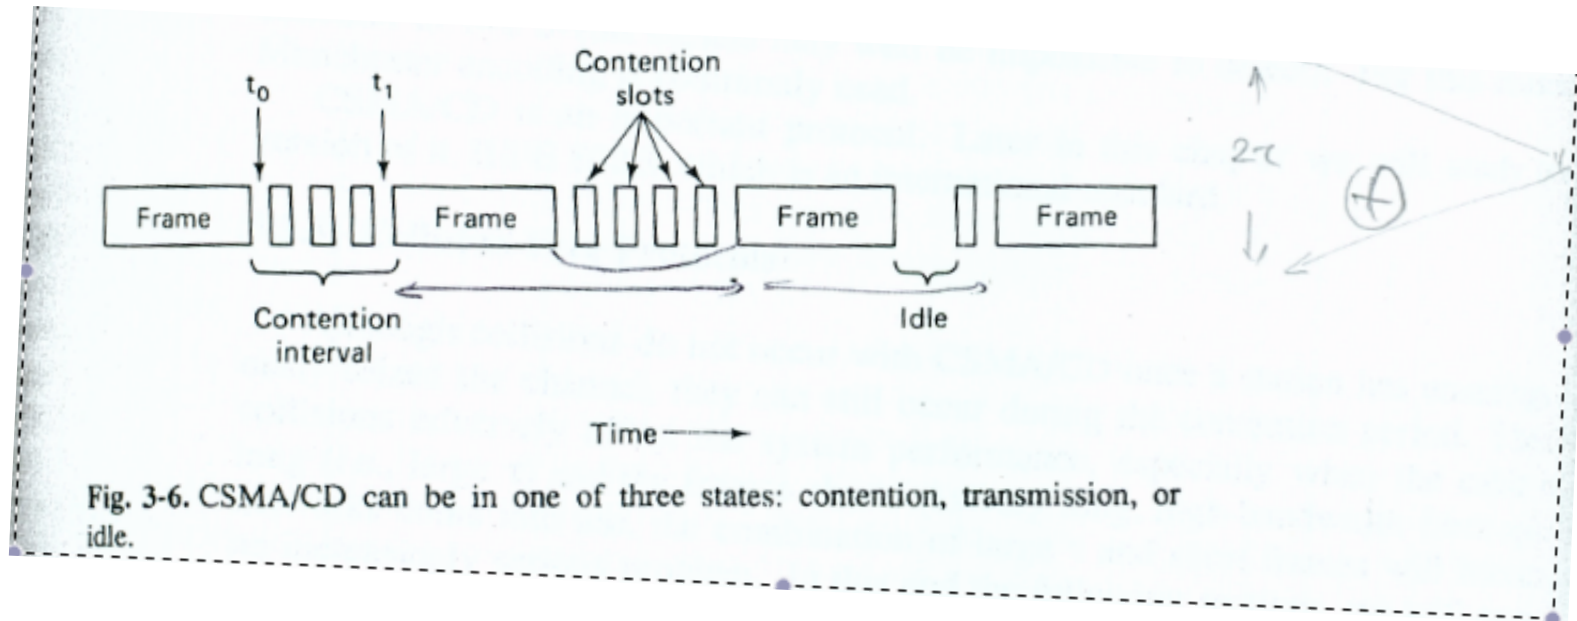 t₀
t₁
Contention
slots
Frame
Frame
Frame
Frame
2τ
Contention
interval
Idle
Time
Fig. 3-6. CSMA/CD can be in one of three states: contention, transmission, or
idle.